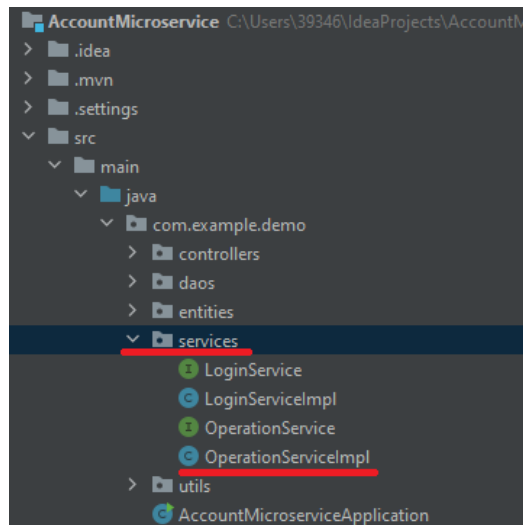 AccountMicroservice C:\Users\39346\IdeaProjects\AccountM
.idea
.mvn
.settings
src
main
java
com.example.demo
controllers
daos
entities
services
I LoginService
C LoginServiceImpl
I OperationService
C OperationServiceImpl
utils
C AccountMicroserviceApplication